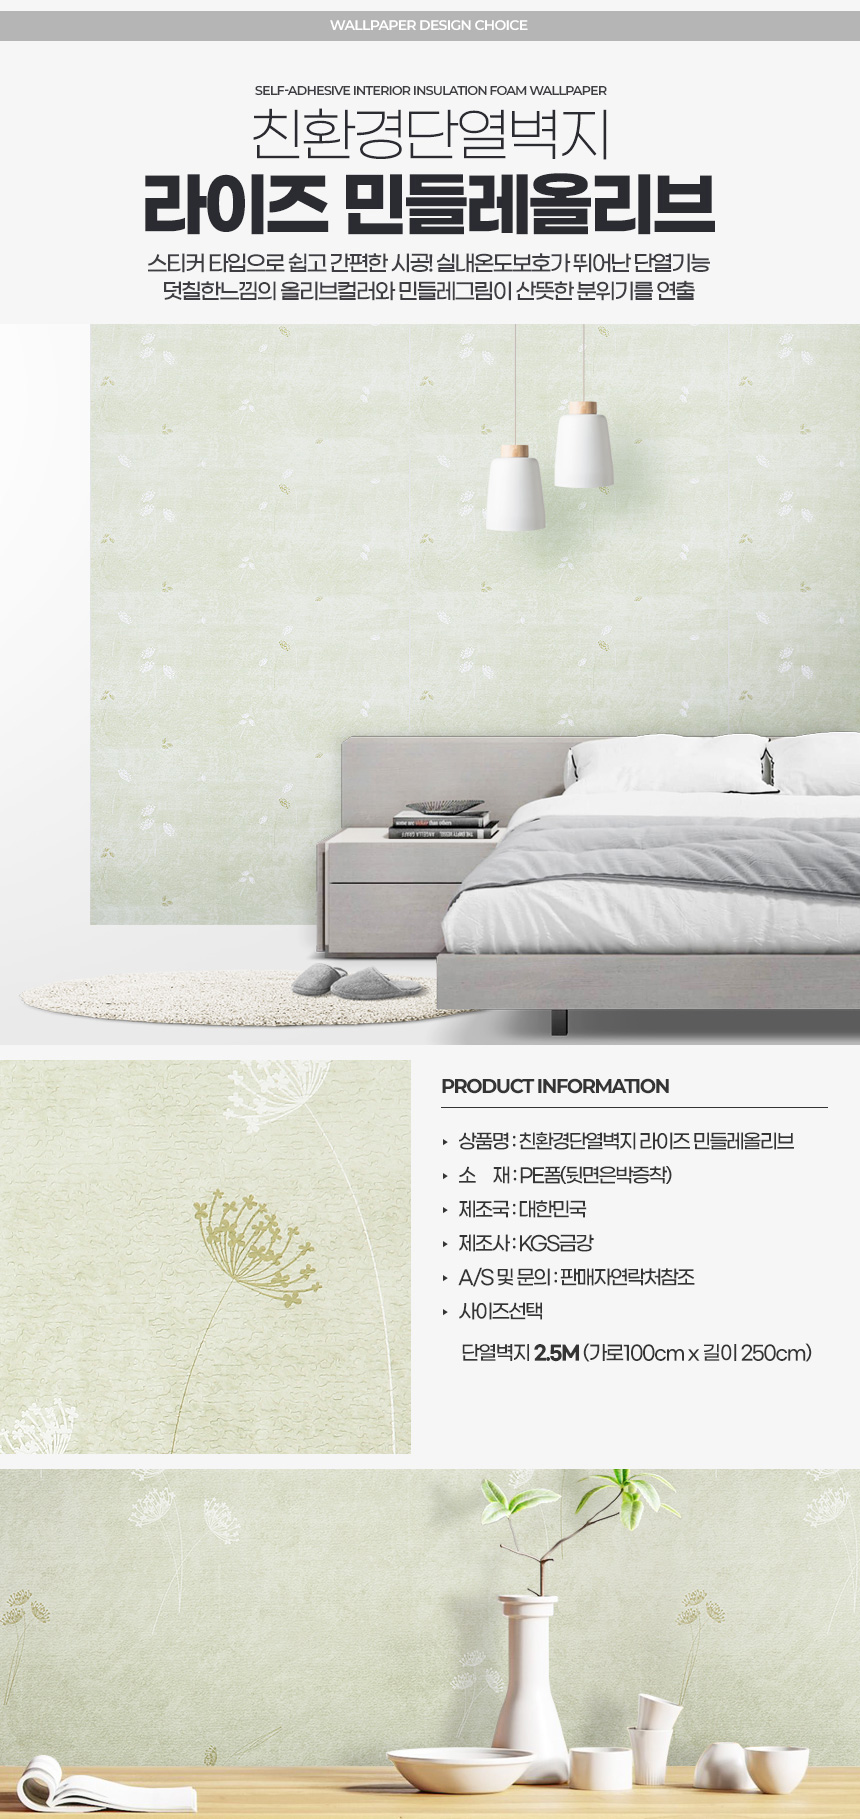 WALLPAPER DESIGN CHOICE
SELF-ADHESIVE INTERIOR INSULATION FOAM WALLPAPER
친환경단열벽지
라이즈 민들레올리브
스티커 타입으로 쉽고 간편한 시공! 실내온도보호가 뛰어난 단열기능
덧칠한느낌의 올리브컬러와 민들레그림이 산뜻한 분위기를 연출
PRODUCT INFORMATION
상품명 : 친환경단열벽지 라이즈 민들레올리브
소 재 : PE폼(뒷면은박증착)
제조국 : 대한민국
제조사 : KGS금강
A/S 및 문의 : 판매자연락처참조
사이즈선택
단열벽지 2.5M (가로100cm x 길이 250cm)